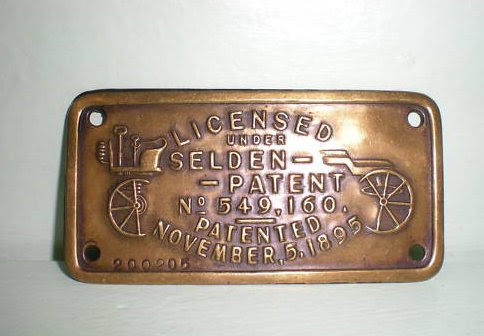 LICENSED
UNDER
SELDEN-
-PATENT
No 549,160.
PATENTED
NOVEMBER, 5, 1895
200205